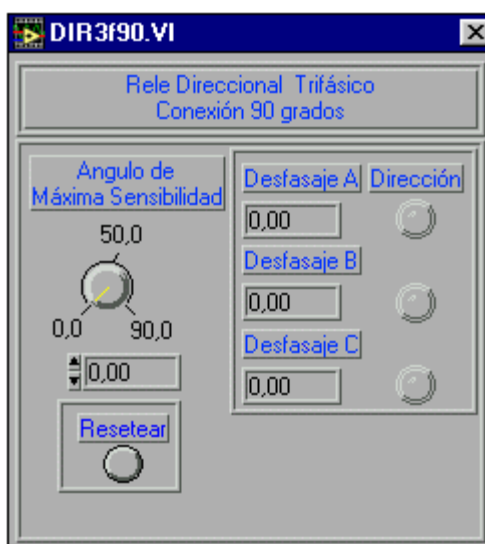 DIR3f90.VI
Rele Direccional Trifásico
Conexión 90 grados
Angulo de
Máxima Sensibilidad
50,0
0,0
90,0
0,00
Resetear
Desfasaje A
Dirección
0,00
Desfasaje B
0,00
Desfasaje C
0,00